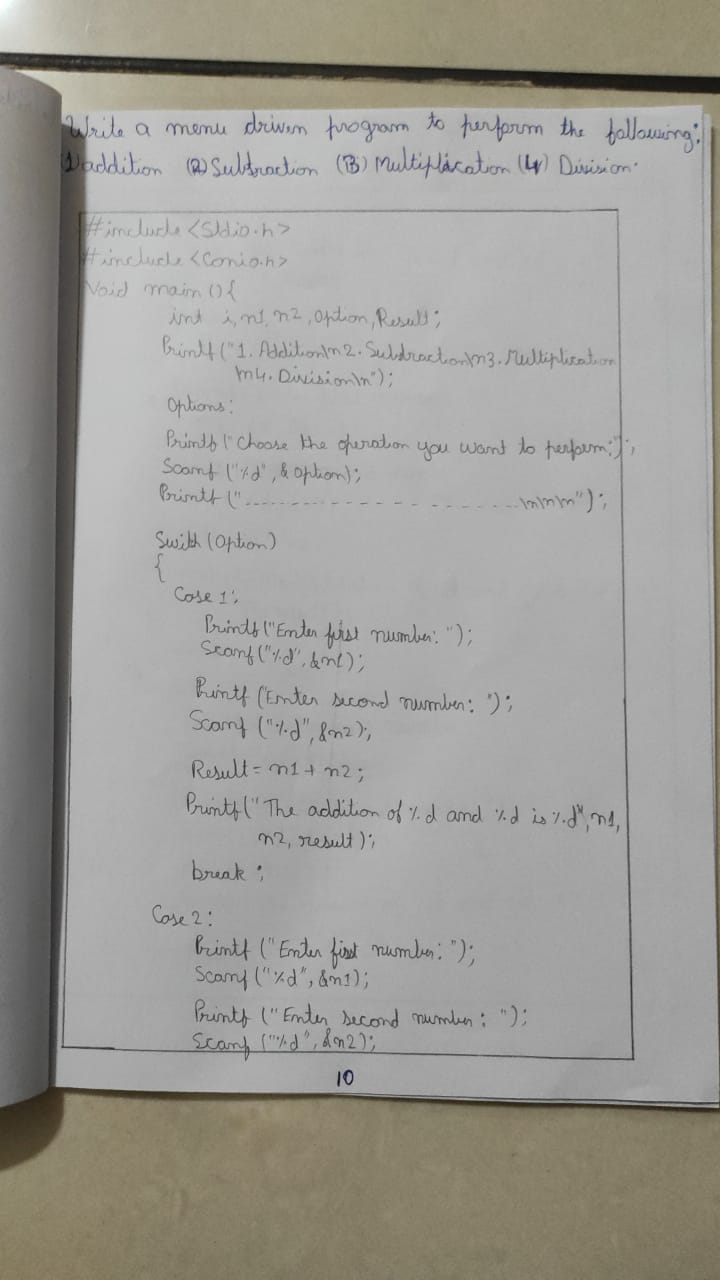 Write a menu driven program to perform the following:
(1) addition (2) Subtraction (3) Multiplication (4) Division.
#include <Stdio.h>
#include <Conio.h>
Void main () {
int i, n1, n2, Option, Result;
Printf ("1. Addition\n 2. Subdraction\n3. Multiplication
\n4. Division\n");
Options:
Printf ("Choose the operation you want to perform:");
Scanf ("%d", & Option);
Printf ("-------------------\n\n\n");
Swith (Option)
{
Case 1:
Printf ("Enter first number: ");
Scanf ("%d", &n1);
Printf ("Enter second number: ");
Scanf ("%d", &n2);
Result = n1 + n2;
Printf (" The addition of %d and %d is %d", n1,
n2, result);
break;
Case 2:
Printf ("Enter first number: ");
Scanf ("%d", &n1);
Printf ("Enter second number: ");
Scanf ("%d", &n2);
10